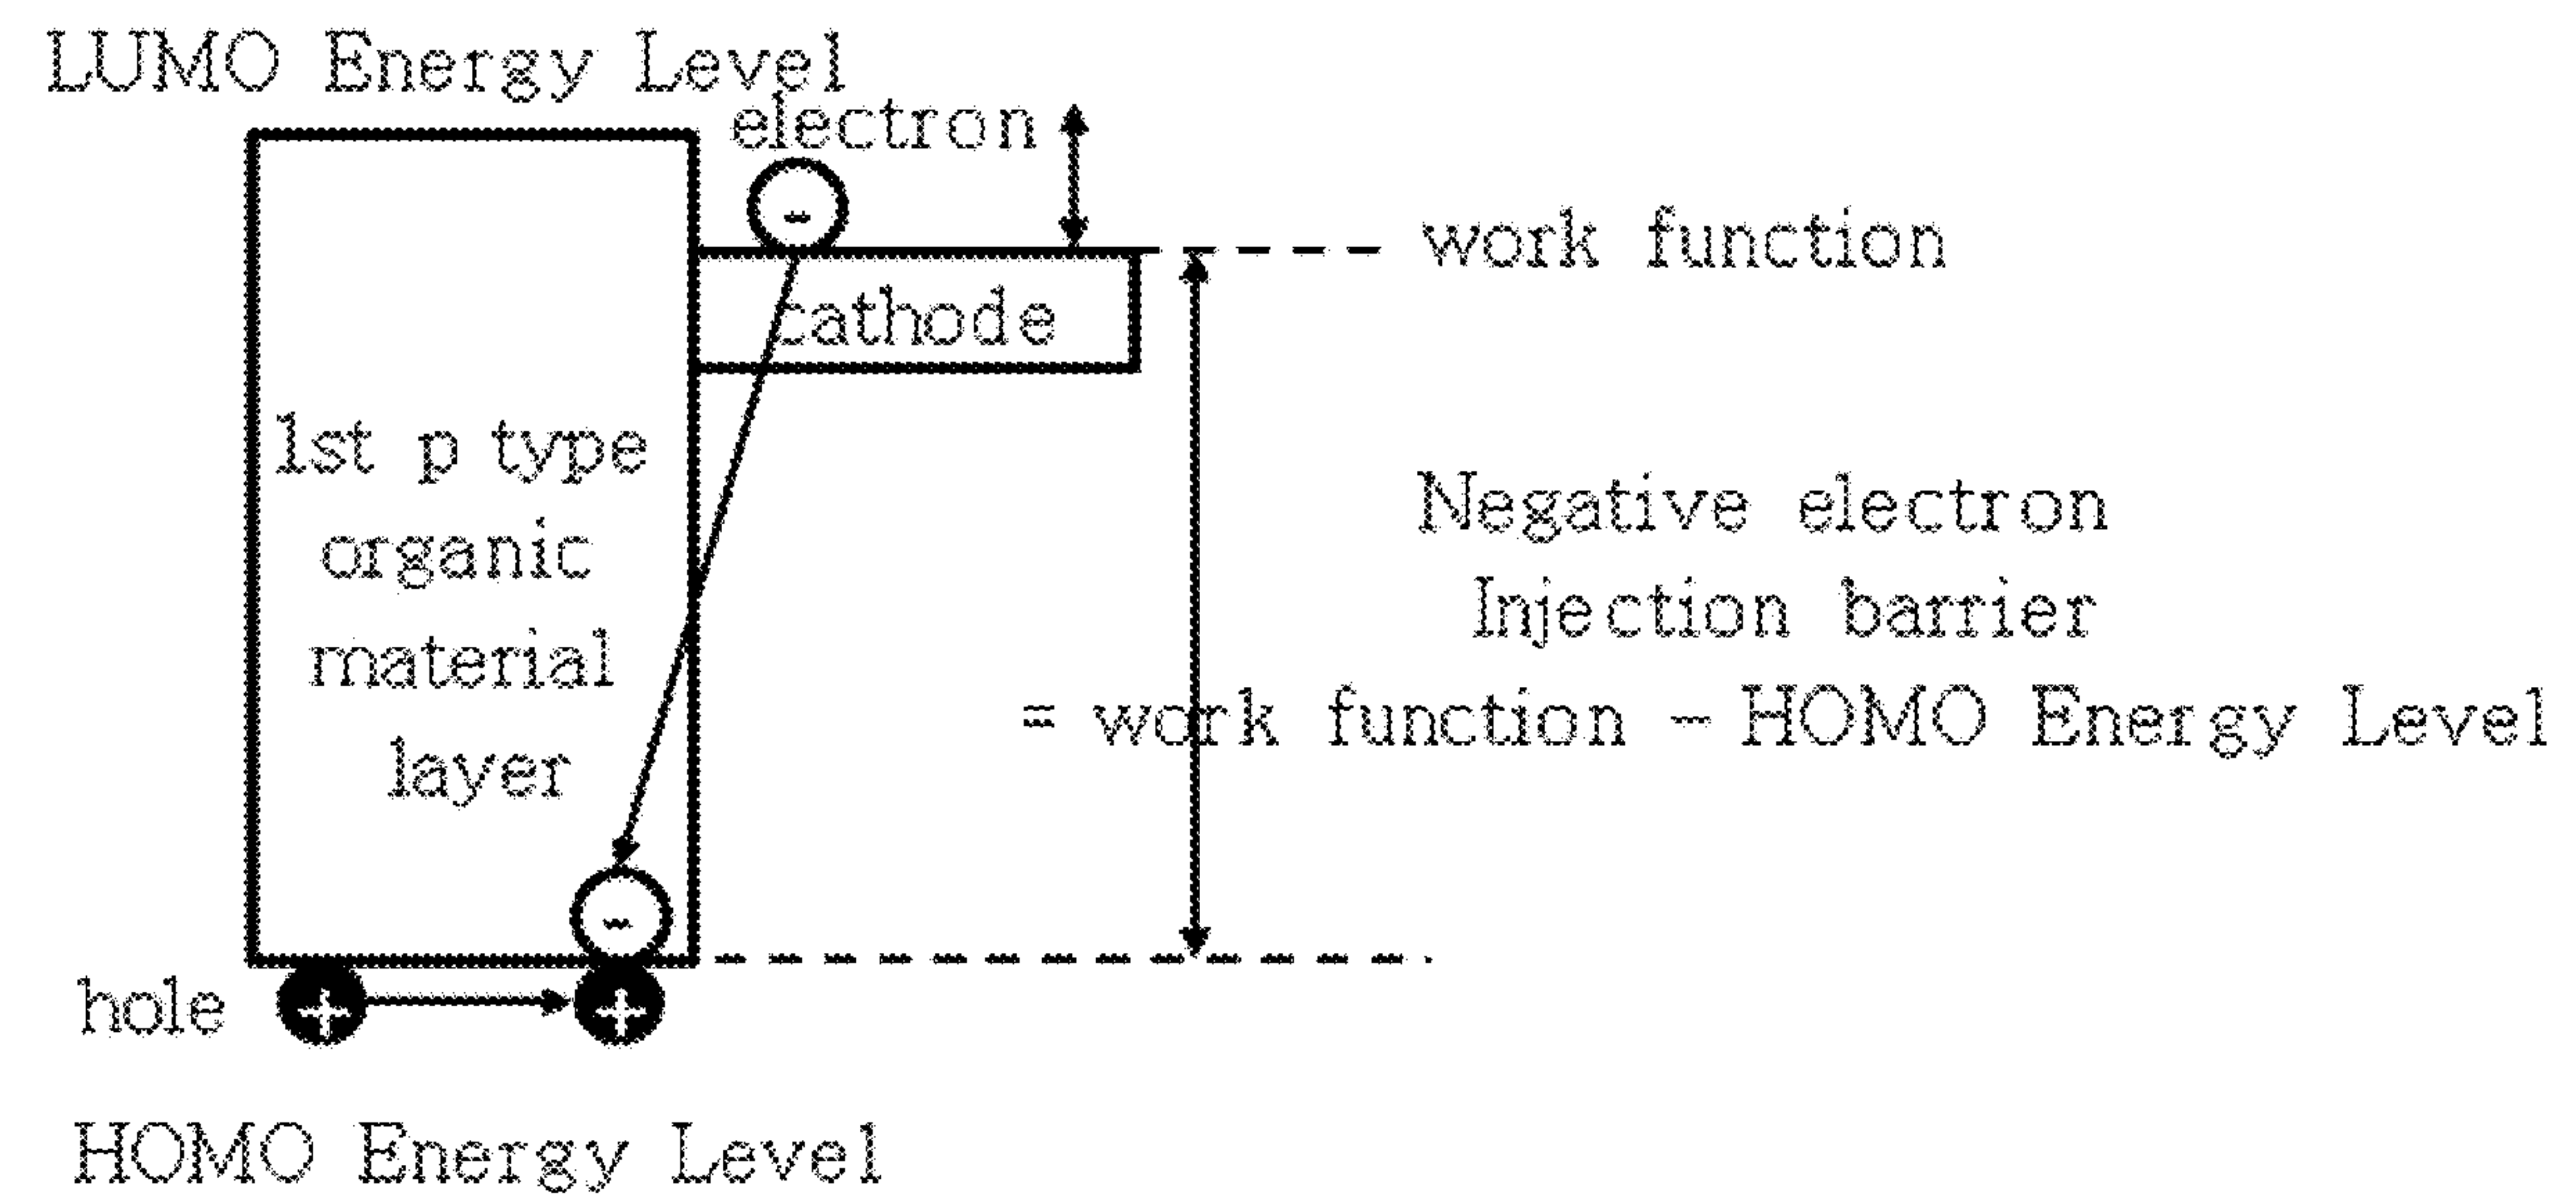 LUMO Energy Level
electron
-
work function
cathode
1st p type
organic
material
layer
Negative electron
Injection barrier
= work function - HOMO Energy Level
-
hole
+ +
HOMO Energy Level